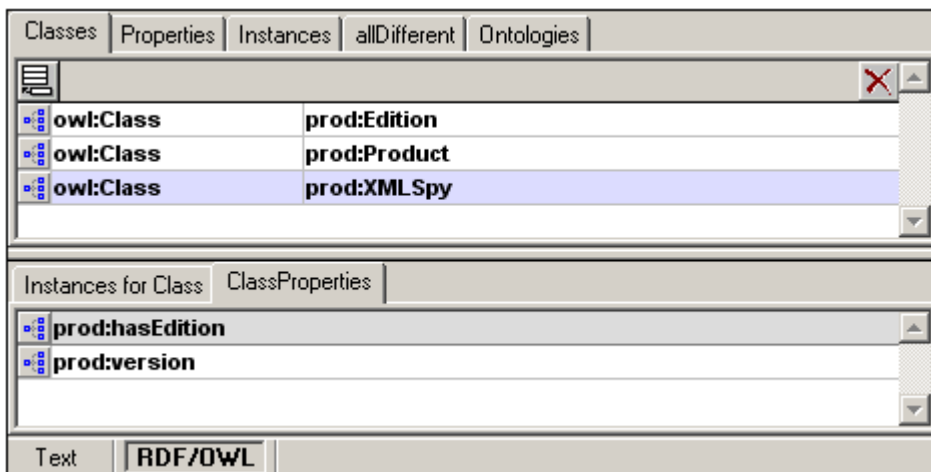 Classes Properties Instances allDifferent Ontologies
owl:Class prod:Edition
owl:Class prod:Product
owl:Class prod:XMLSpy
Instances for Class ClassProperties
prod:hasEdition
prod:version
Text RDF/OWL